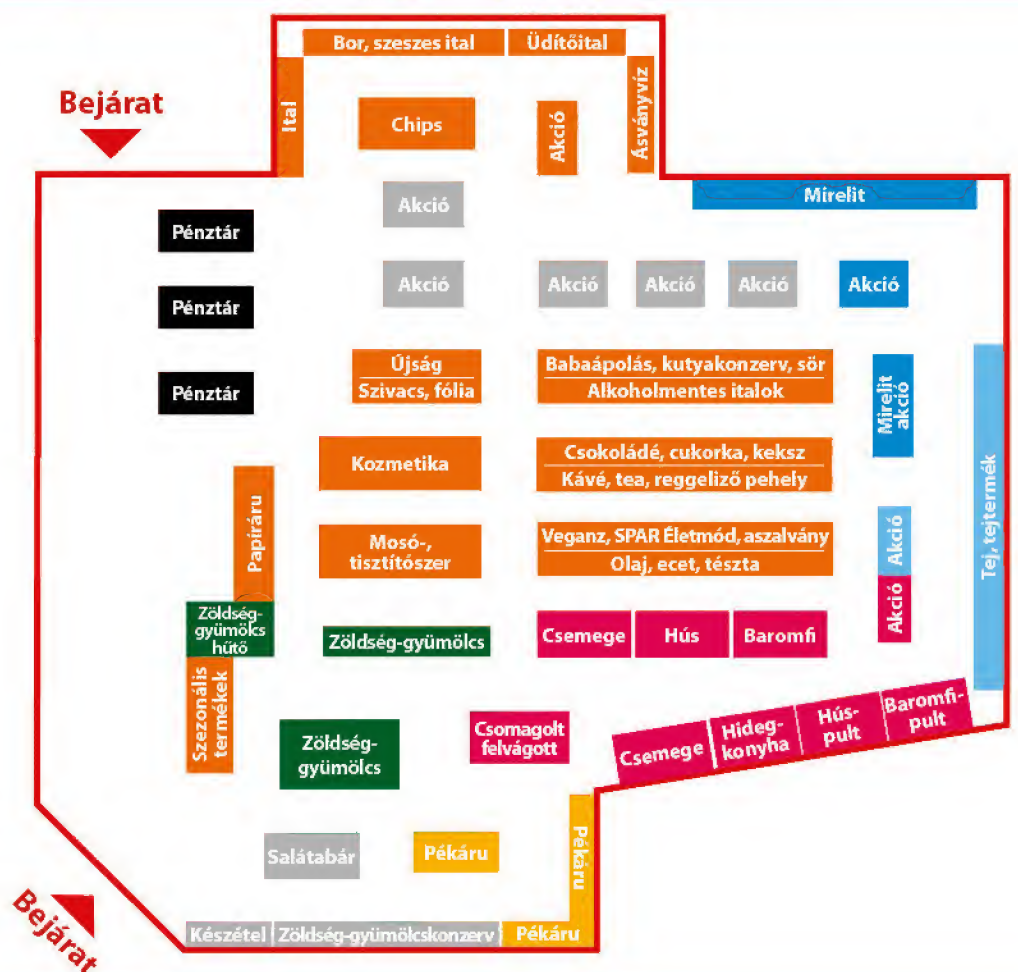 Bor, szeszes ital
Üdítőital
Bejárat
Ital
Chips
Akció
Ásványvíz
Mirelit
Akció
Pénztár
Akció
Akció
Akció
Akció
Akció
Pénztár
Újság
Szivacs, fólia
Babaápolás, kutyakonzerv, sör
Alkoholmentes italok
Mirelit
akció
Pénztár
Tej, tejtermék
Kozmetika
Csokoládé, cukorka, keksz
Kávé, tea, reggeliző pehely
Papíráru
Mosó-,
tisztítószer
Veganz, SPAR Életmód, aszalvány
Olaj, ecet, tészta
Akció
Akció
Zöldség-
gyümölcs
hűtő
Zöldség-gyümölcs
Csemege
Hús
Baromfi
Szezonális
termékek
Zöldség-
gyümölcs
Csomagolt
felvágott
Csemege
Hideg-
konyha
Hús-
pult
Baromfi-
pult
Salátabár
Pékáru
Pékáru
Bejárat
Készétel
Zöldség-gyümölcskonzerv
Pékáru